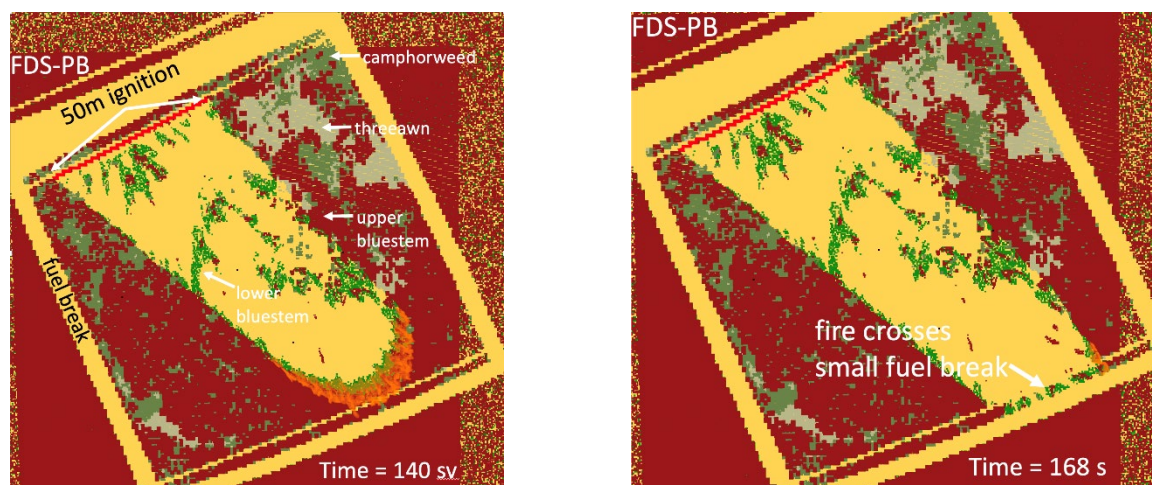 FDS-PB
50m ignition
camphorweed
threeawn
upper
bluestem
lower
bluestem
fuel break
Time = 140 sv
FDS-PB
fire crosses
small fuel break
Time = 168 s